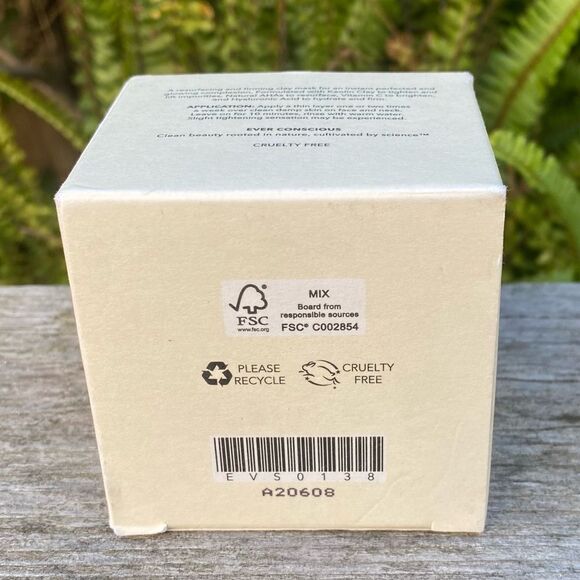 A resurfacing and firming clay mask for an instant perfected and
glowing complexion. Formulated with Kaolin Clay to tighten and
lift impurities, Natural AHAs to resurface, Vitamin C to brighten,
and Hyaluronic Acid to hydrate and firm.
APPLICATION: Apply a thin layer one or two times
a week over clean damp skin on face and neck.
Leave on for 10 minutes, rinse with warm water.
Slight tightening sensation may be experienced.
EVER CONSCIOUS
Clean beauty rooted in nature, cultivated by science™
CRUELTY FREE
FSC
www.fsc.org
MIX
Board from
responsible sources
FSC® C002854
PLEASE
RECYCLE
CRUELTY
FREE
EVS0138
A20608